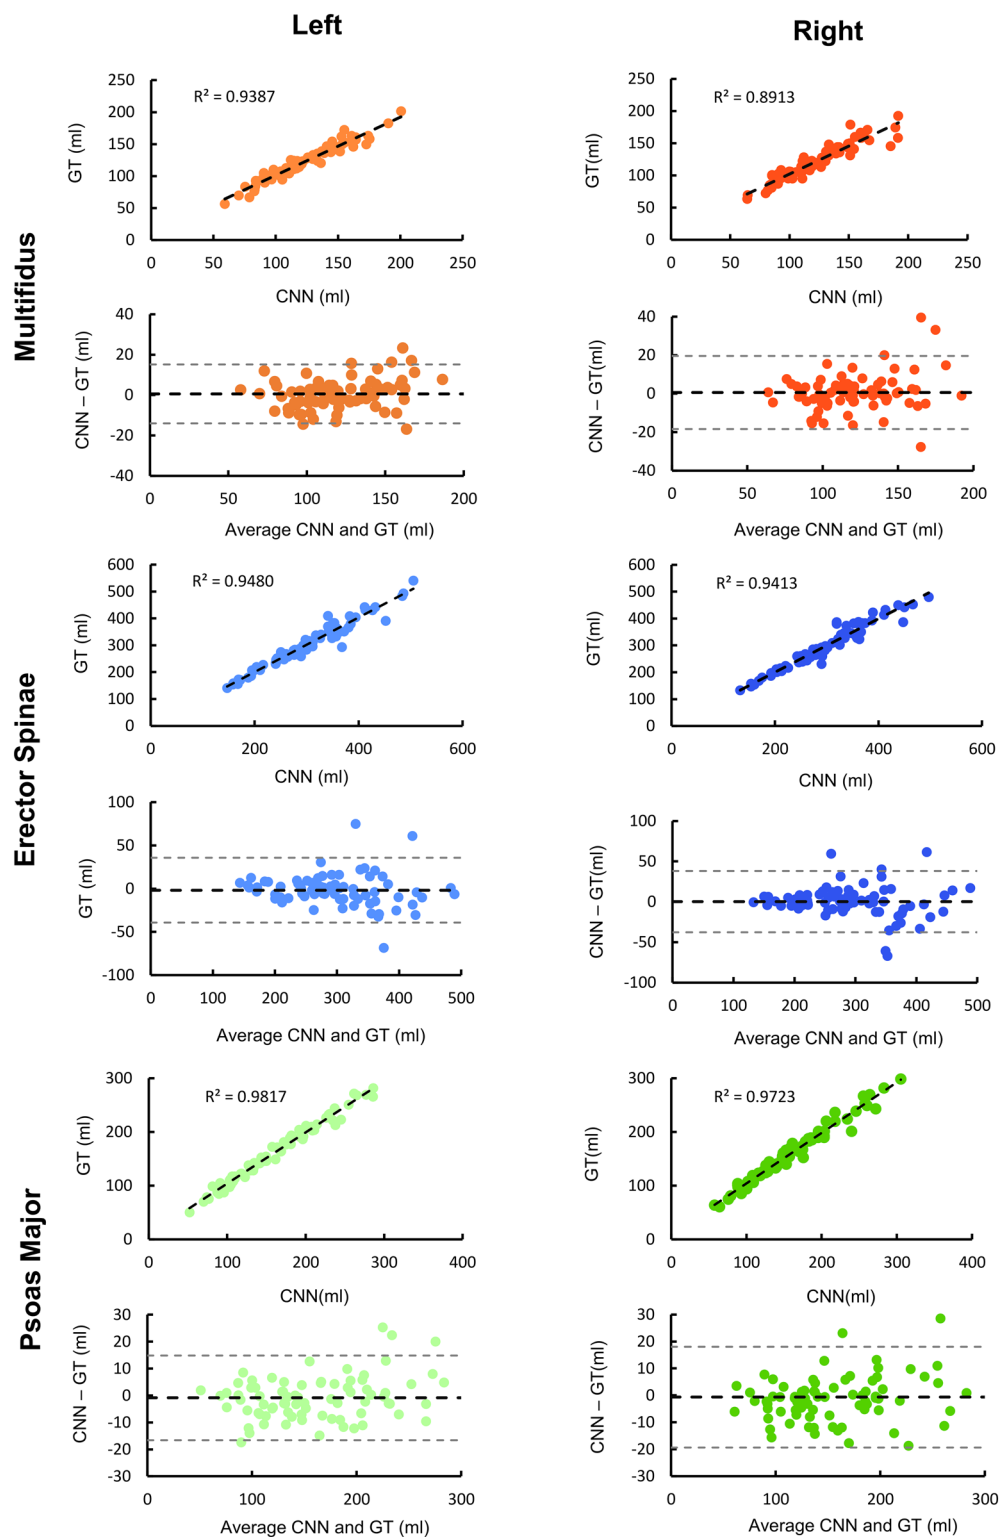 Left
Right
Multifidus
250
200
150
100
50
0
GT (ml)
R² = 0.9387
0 50 100 150 200 250
CNN (ml)
250
200
150
100
50
0
GT(ml)
R² = 0.8913
0 50 100 150 200 250
CNN (ml)
40
20
0
-20
-40
CNN – GT (ml)
0 50 100 150 200
Average CNN and GT (ml)
40
20
0
-20
-40
CNN – GT(ml)
0 50 100 150 200
Average CNN and GT (ml)
Erector Spinae
600
500
400
300
200
100
0
GT (ml)
R² = 0.9480
0 200 400 600
CNN (ml)
600
500
400
300
200
100
0
GT(ml)
R² = 0.9413
0 200 400 600
CNN (ml)
100
50
0
-50
-100
GT (ml)
0 100 200 300 400 500
Average CNN and GT (ml)
100
50
0
-50
-100
CNN – GT(ml)
0 100 200 300 400 500
Average CNN and GT (ml)
Psoas Major
300
200
100
0
GT (ml)
R² = 0.9817
0 100 200 300 400
CNN(ml)
300
200
100
0
GT(ml)
R² = 0.9723
0 100 200 300 400
CNN(ml)
30
20
10
0
-10
-20
-30
CNN – GT (ml)
0 100 200 300
Average CNN and GT (ml)
30
20
10
0
-10
-20
-30
CNN – GT(ml)
0 100 200 300
Average CNN and GT (ml)